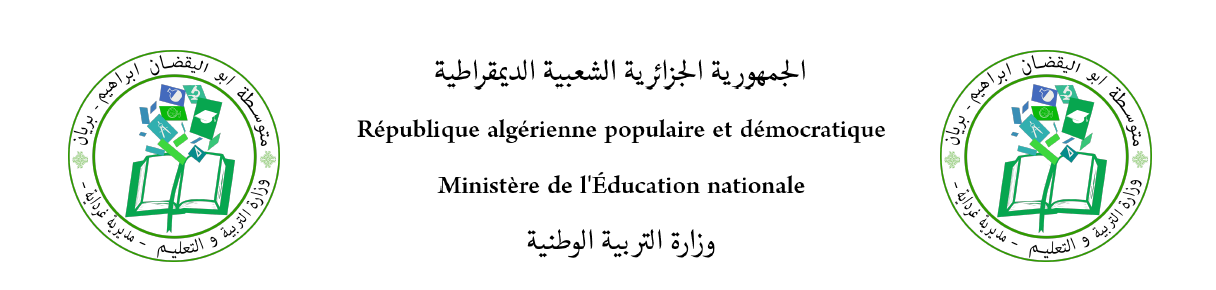 الجمهورية الجزائرية الشعبية الديمقراطية
République algérienne populaire et démocratique
Ministère de l'Éducation nationale
وزارة التربية الوطنية
متوسطة ابو اليقضان ابراهيم - بريان
وزارة التربية و التعليم - مديرية غرداية -
متوسطة ابو اليقضان ابراهيم - بريان
وزارة التربية و التعليم - مديرية غرداية -